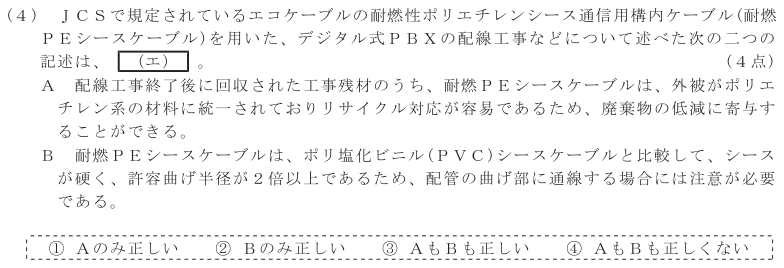 (４)　ＪＣＳで規定されているエコケーブルの耐燃性ポリエチレンシース通信用構内ケーブル(耐燃
ＰＥシースケーブル)を用いた、デジタル式ＰＢＸの配線工事などについて述べた次の二つの
記述は、 (エ) 。 (４点)
Ａ　配線工事終了後に回収された工事残材のうち、耐燃ＰＥシースケーブルは、外被がポリエ
チレン系の材料に統一されておりリサイクル対応が容易であるため、廃棄物の低減に寄与す
ることができる。
Ｂ　耐燃ＰＥシースケーブルは、ポリ塩化ビニル(ＰＶＣ)シースケーブルと比較して、シース
が硬く、許容曲げ半径が２倍以上であるため、配管の曲げ部に通線する場合には注意が必要
である。
① Ａのみ正しい　② Ｂのみ正しい　③ ＡもＢも正しい　④ ＡもＢも正しくない